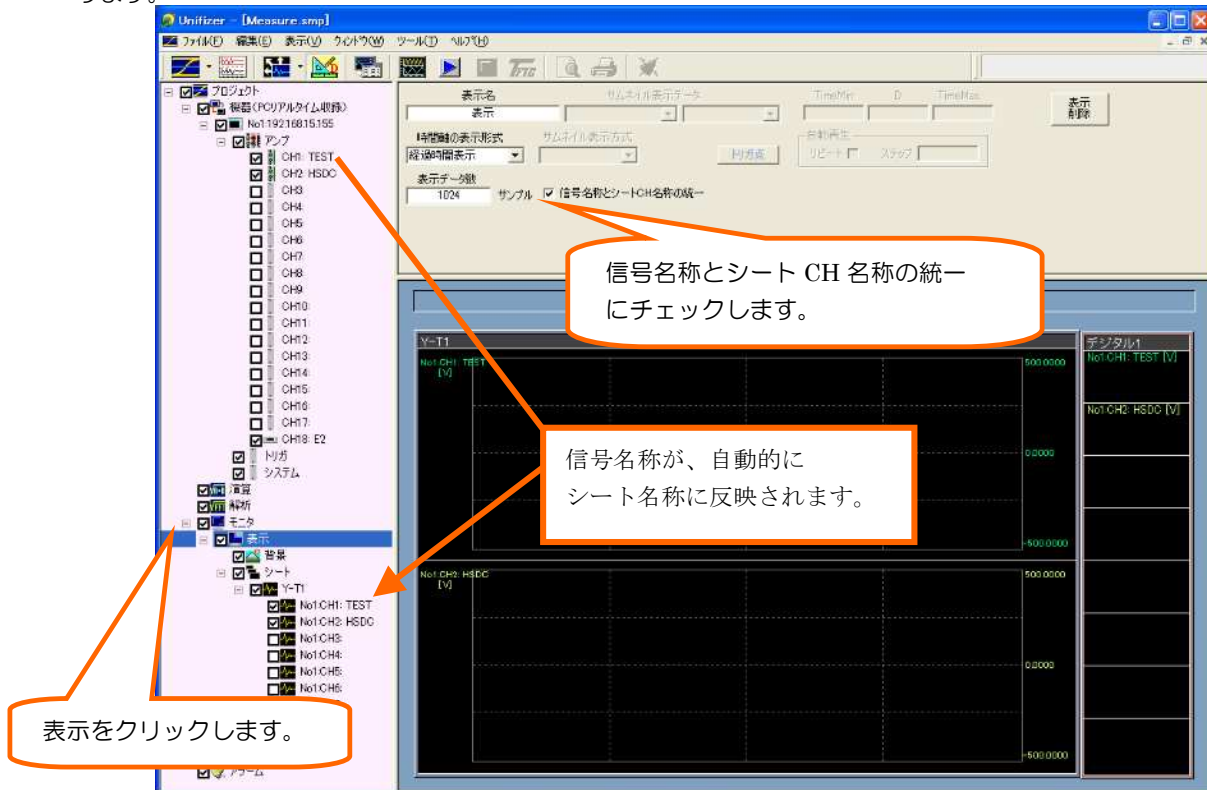 ります。
Unifizer - [Measure.smp]
ファイル(F) 編集(E) 表示(V) ウィンドウ(W) ツール(T) ヘルプ(H)
プロジェクト
機器(PCリアルタイム収録)
No1:192.168.15.155
アンプ
CH1: TEST
CH2: HSDC
CH3:
CH4:
CH5:
CH6:
CH7:
CH8:
CH9:
CH10:
CH11:
CH12:
CH13:
CH14:
CH15:
CH16:
CH17:
CH18: E2
トリガ
システム
演算
解析
モニタ
表示
背景
シート
Y-T1
No1:CH1: TEST
No1:CH2: HSDC
No1:CH3:
No1:CH4:
No1:CH5:
No1:CH6:
アラーム
表示名
表示
サムネイル表示データ
TimeMin
D
TimeMax
表示
削除
時間軸の表示形式
経過時間表示
サムネイル表示方式
トリガ点
自動再生
リピート
ステップ
表示データ数
1024 サンプル
信号名称とシートCH名称の統一
信号名称とシート CH 名称の統一
にチェックします。
Y-T1
No1:CH1: TEST
[V]
500.0000
0.0000
-500.0000
No1:CH2: HSDC
[V]
500.0000
0.0000
-500.0000
デジタル1
No1:CH1: TEST [V]
No1:CH2: HSDC [V]
信号名称が、自動的に
シート名称に反映されます。
表示をクリックします。